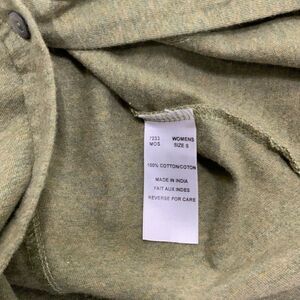 7233 WOMENS
MOS SIZE S
100% COTTON/COTON
MADE IN INDIA
FAIT AUX INDES
REVERSE FOR CARE